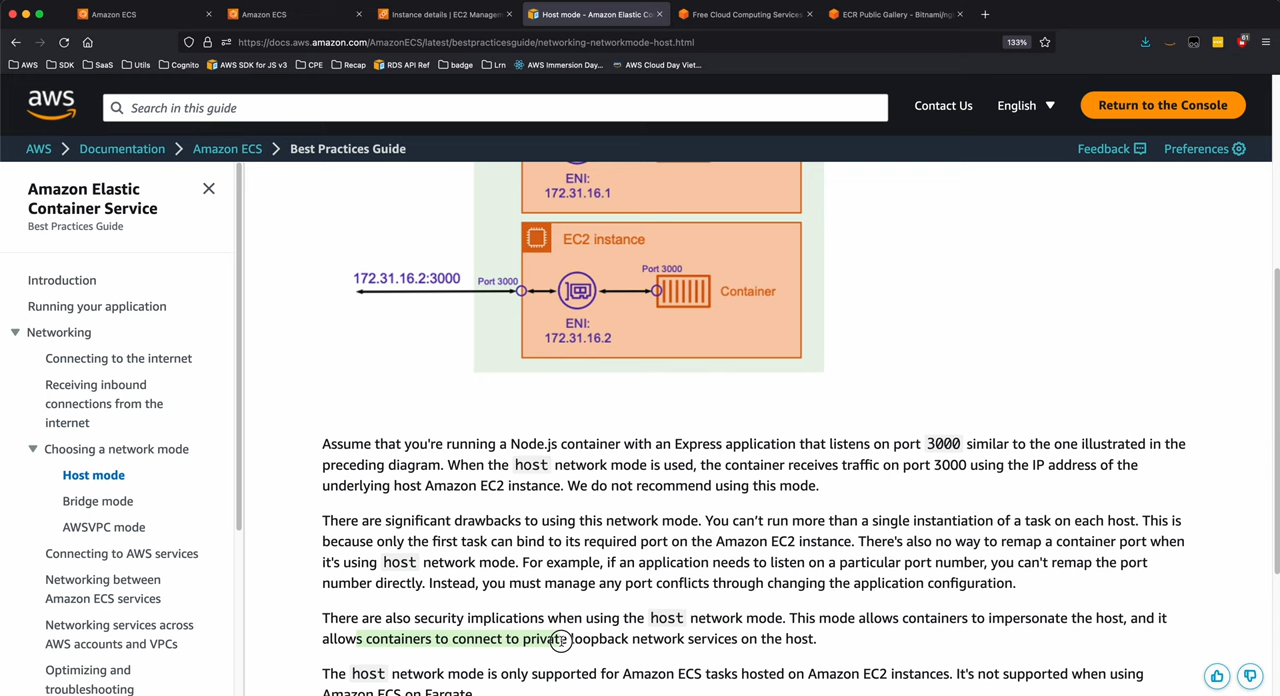 Amazon ECS
Amazon ECS
Instance details | EC2 Managem
Host mode - Amazon Elastic Co
Free Cloud Computing Services
ECR Public Gallery - Bitnami/ng
https://docs.aws.amazon.com/AmazonECS/latest/bestpracticesguide/networking-networkmode-host.html
133%
61
AWS
SDK
SaaS
Utils
Cognito
AWS SDK for JS v3
CPE
Recap
RDS API Ref
badge
Lrn
AWS Immersion Day...
AWS Cloud Day Viet...
aws
Search in this guide
Contact Us
English
Return to the Console
AWS
Documentation
Amazon ECS
Best Practices Guide
Feedback
Preferences
Amazon Elastic
Container Service
Best Practices Guide
Introduction
Running your application
Networking
Connecting to the internet
Receiving inbound
connections from the
internet
Choosing a network mode
Host mode
Bridge mode
AWSVPC mode
Connecting to AWS services
Networking between
Amazon ECS services
Networking services across
AWS accounts and VPCs
Optimizing and
troubleshooting
ENI:
172.31.16.1
EC2 instance
172.31.16.2:3000
Port 3000
Port 3000
Container
ENI:
172.31.16.2
Assume that you're running a Node.js container with an Express application that listens on port 3000 similar to the one illustrated in the
preceding diagram. When the host network mode is used, the container receives traffic on port 3000 using the IP address of the
underlying host Amazon EC2 instance. We do not recommend using this mode.
There are significant drawbacks to using this network mode. You can't run more than a single instantiation of a task on each host. This is
because only the first task can bind to its required port on the Amazon EC2 instance. There's also no way to remap a container port when
it's using host network mode. For example, if an application needs to listen on a particular port number, you can't remap the port
number directly. Instead, you must manage any port conflicts through changing the application configuration.
There are also security implications when using the host network mode. This mode allows containers to impersonate the host, and it
allows containers to connect to private loopback network services on the host.
The host network mode is only supported for Amazon ECS tasks hosted on Amazon EC2 instances. It's not supported when using
Amazon ECS on Fargate.